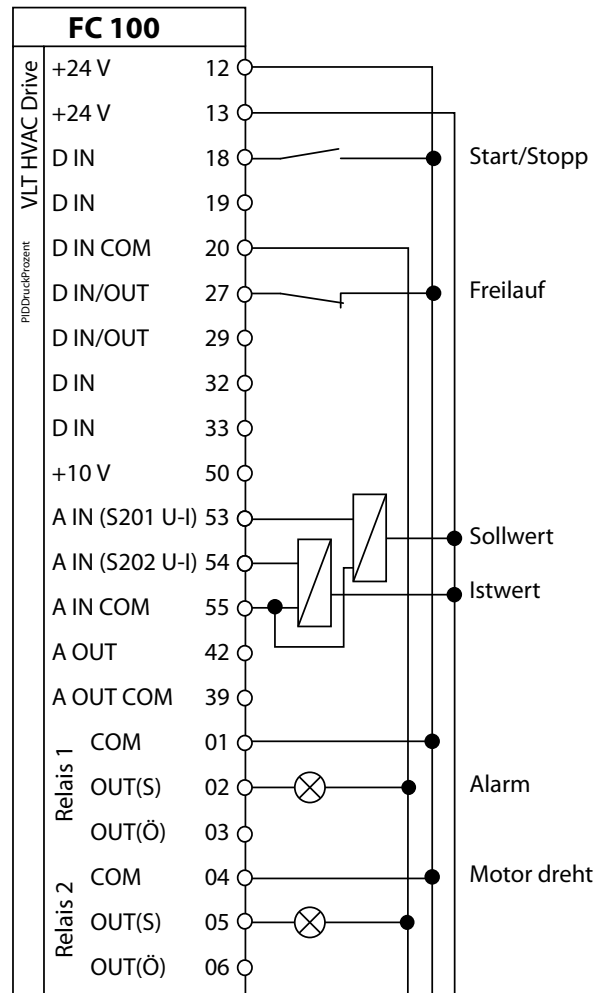 FC 100
VLT HVAC Drive
PIDDruckProzent
+24 V 12
+24 V 13
D IN 18 Start/Stopp
D IN 19
D IN COM 20
D IN/OUT 27 Freilauf
D IN/OUT 29
D IN 32
D IN 33
+10 V 50
A IN (S201 U-I) 53 Sollwert
A IN (S202 U-I) 54 Istwert
A IN COM 55
A OUT 42
A OUT COM 39
Relais 1
COM 01
OUT(S) 02 Alarm
OUT(Ö) 03
Relais 2
COM 04 Motor dreht
OUT(S) 05
OUT(Ö) 06